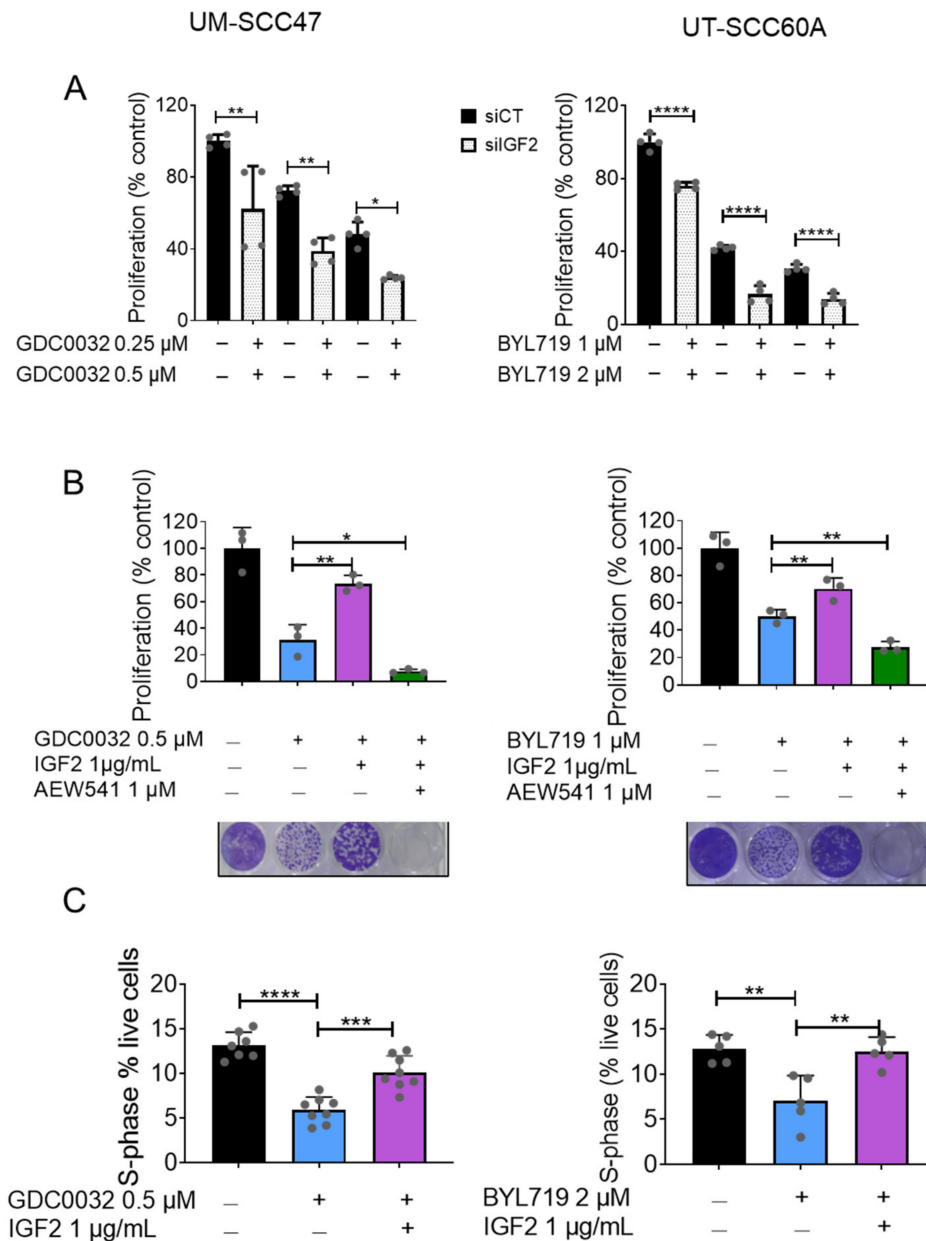 UM-SCC47 UT-SCC60A
A
Proliferation (% control)
120
80
40
0
** ** *
siCT
siIGF2
GDC0032 0.25 µM – + – + – +
GDC0032 0.5 µM – + – + – +
Proliferation (% control)
120
80
40
0
**** **** ****
BYL719 1 µM – + – + – +
BYL719 2 µM – + – + – +
B
Proliferation (% control)
120
100
80
60
40
20
0
*
**
GDC0032 0.5 µM – + + +
IGF2 1µg/mL – – + +
AEW541 1 µM – – – +
Proliferation (% control)
120
100
80
60
40
20
0
**
**
BYL719 1 µM – + + +
IGF2 1µg/mL – – + +
AEW541 1 µM – – – +
C
S-phase % live cells
20
15
10
5
0
**** ***
GDC0032 0.5 µM – + +
IGF2 1 µg/mL – – +
S-phase (% live cells)
20
15
10
5
0
** **
BYL719 2 µM – + +
IGF2 1 µg/mL – – +